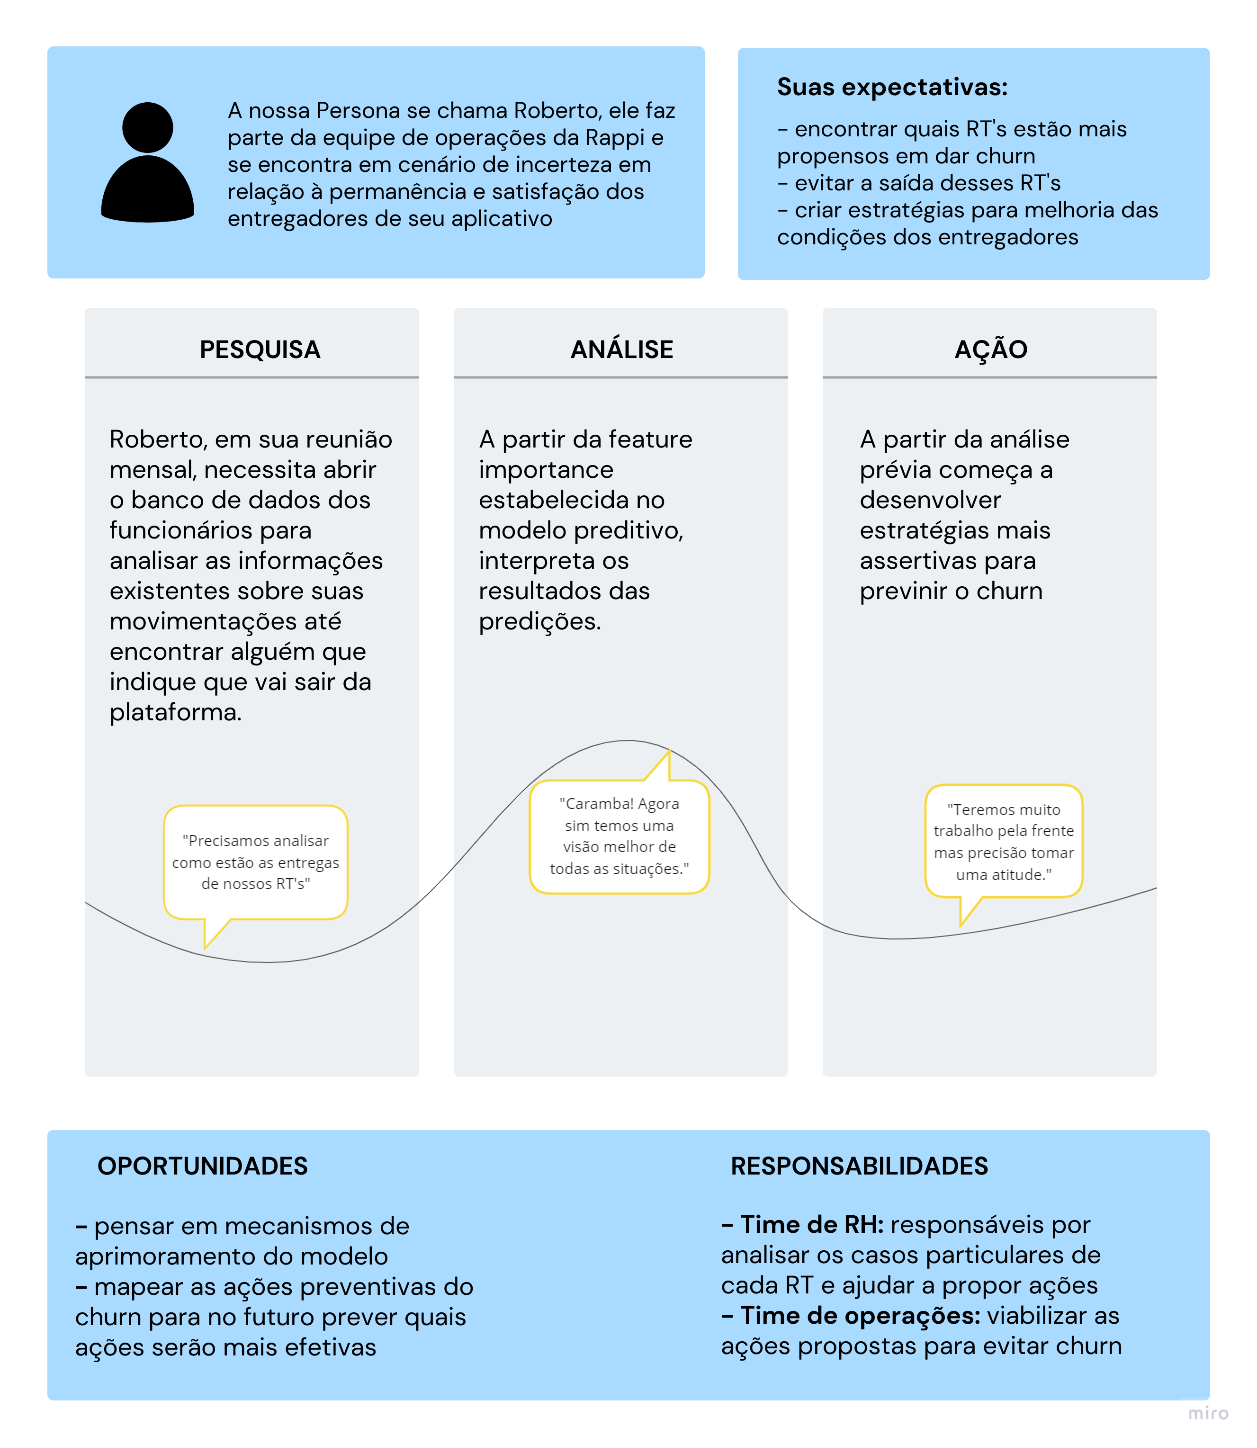 A nossa Persona se chama Roberto, ele faz
parte da equipe de operações da Rappi e
se encontra em cenário de incerteza em
relação à permanência e satisfação dos
entregadores de seu aplicativo
Suas expectativas:
- encontrar quais RT's estão mais
propensos em dar churn
- evitar a saída desses RT's
- criar estratégias para melhoria das
condições dos entregadores
PESQUISA
Roberto, em sua reunião
mensal, necessita abrir
o banco de dados dos
funcionários para
analisar as informações
existentes sobre suas
movimentações até
encontrar alguém que
indique que vai sair da
plataforma.
"Precisamos analisar
como estão as entregas
de nossos RT's"
ANÁLISE
A partir da feature
importance
estabelecida no
modelo preditivo,
interpreta os
resultados das
predições.
"Caramba! Agora
sim temos uma
visão melhor de
todas as situações."
AÇÃO
A partir da análise
prévia começa a
desenvolver
estratégias mais
assertivas para
previnir o churn
"Teremos muito
trabalho pela frente
mas precisão tomar
uma atitude."
OPORTUNIDADES
- pensar em mecanismos de
aprimoramento do modelo
- mapear as ações preventivas do
churn para no futuro prever quais
ações serão mais efetivas
RESPONSABILIDADES
- Time de RH: responsáveis por
analisar os casos particulares de
cada RT e ajudar a propor ações
- Time de operações: viabilizar as
ações propostas para evitar churn
miro